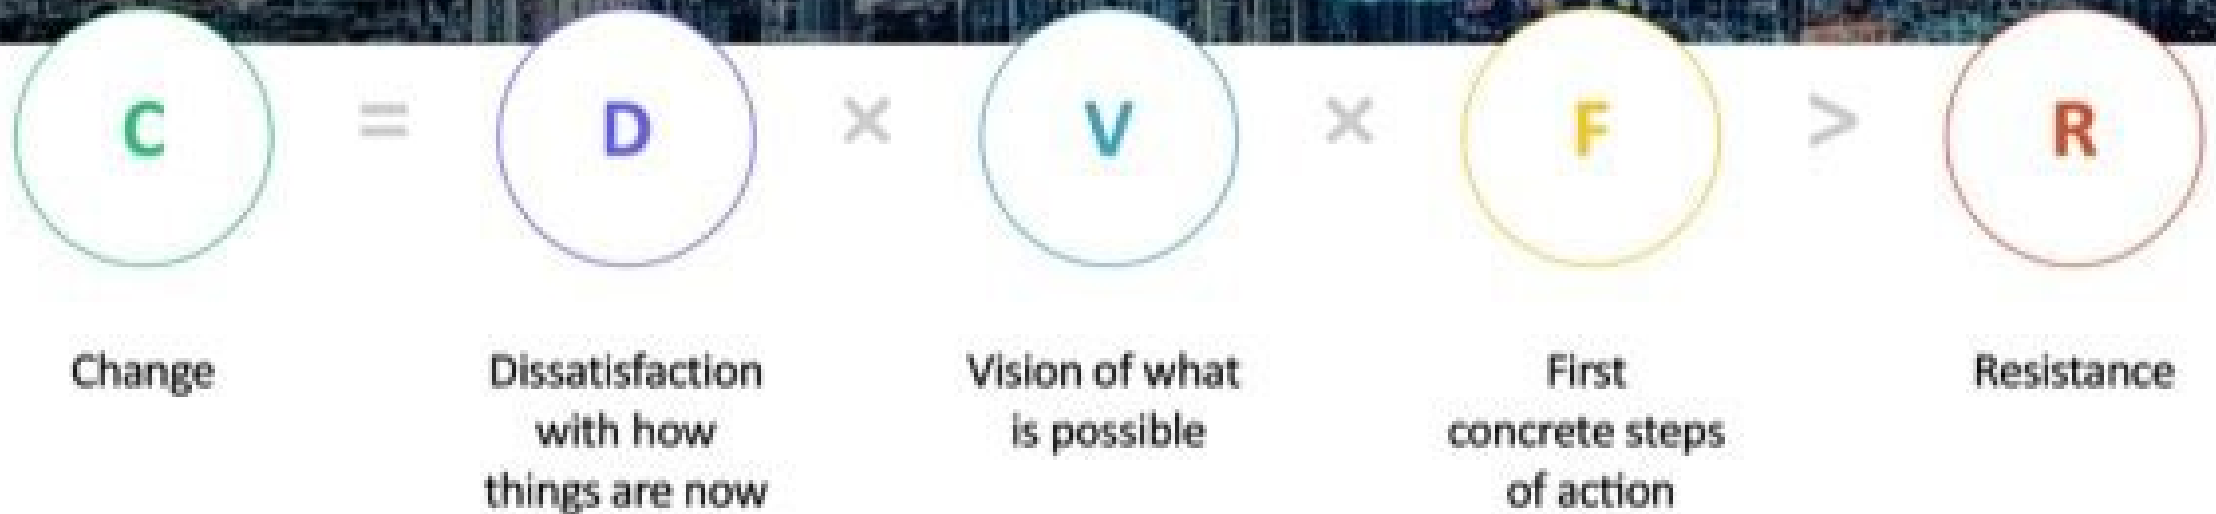 C = D × V × F > R
Change
Dissatisfaction
with how
things are now
Vision of what
is possible
First
concrete steps
of action
Resistance